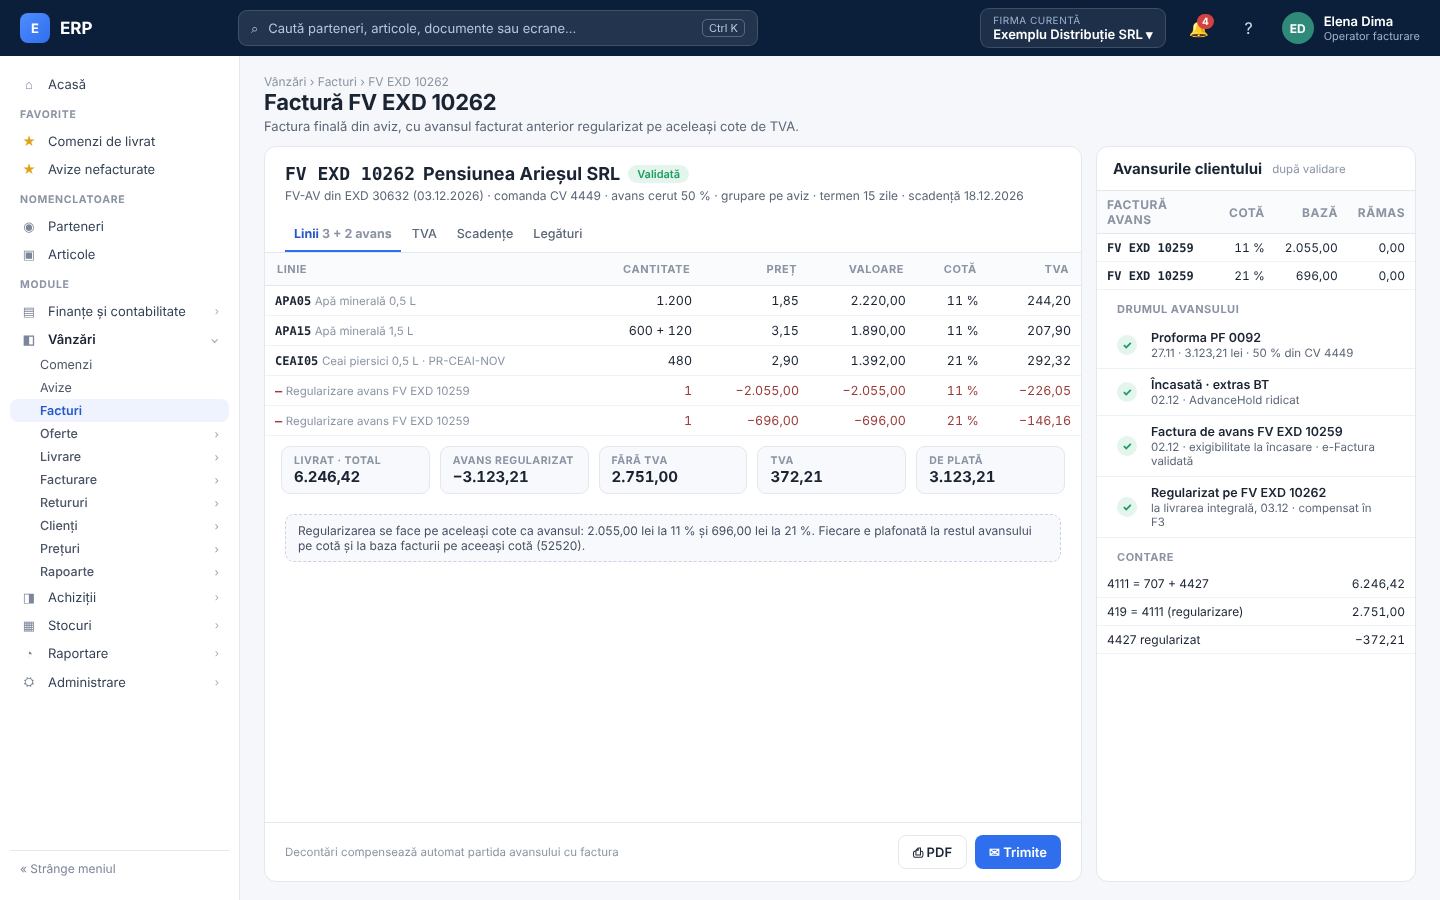 E ERP
Caută parteneri, articole, documente sau ecrane...
Ctrl K
FIRMA CURENTĂ
Exemplu Distribuție SRL ▾
4
?
ED
Elena Dima
Operator facturare
Acasă
FAVORITE
★ Comenzi de livrat
★ Avize nefacturate
NOMENCLATOARE
Parteneri
Articole
MODULE
Finanțe și contabilitate ›
Vânzări
Comenzi
Avize
Facturi
Oferte ›
Livrare ›
Facturare ›
Retururi ›
Clienți ›
Prețuri ›
Rapoarte ›
Achiziții ›
Stocuri ›
Raportare ›
Administrare ›
« Strânge meniul
Vânzări › Facturi › FV EXD 10262
Factură FV EXD 10262
Factura finală din aviz, cu avansul facturat anterior regularizat pe aceleași cote de TVA.
FV EXD 10262 Pensiunea Arieșul SRL Validată
FV-AV din EXD 30632 (03.12.2026) · comanda CV 4449 · avans cerut 50 % · grupare pe aviz · termen 15 zile · scadență 18.12.2026
Linii 3 + 2 avans TVA Scadențe Legături
LINIE CANTITATE PREȚ VALOARE COTĂ TVA
APA05 Apă minerală 0,5 L 1.200 1,85 2.220,00 11 % 244,20
APA15 Apă minerală 1,5 L 600 + 120 3,15 1.890,00 11 % 207,90
CEAI05 Ceai piersici 0,5 L · PR-CEAI-NOV 480 2,90 1.392,00 21 % 292,32
— Regularizare avans FV EXD 10259 1 −2.055,00 −2.055,00 11 % −226,05
— Regularizare avans FV EXD 10259 1 −696,00 −696,00 21 % −146,16
LIVRAT · TOTAL
6.246,42
AVANS REGULARIZAT
−3.123,21
FĂRĂ TVA
2.751,00
TVA
372,21
DE PLATĂ
3.123,21
Regularizarea se face pe aceleași cote ca avansul: 2.055,00 lei la 11 % și 696,00 lei la 21 %. Fiecare e plafonată la restul avansului
pe cotă și la baza facturii pe aceeași cotă (52520).
Decontări compensează automat partida avansului cu factura
⎙ PDF
✉ Trimite
Avansurile clientului după validare
FACTURĂ
AVANS COTĂ BAZĂ RĂMAS
FV EXD 10259 11 % 2.055,00 0,00
FV EXD 10259 21 % 696,00 0,00
DRUMUL AVANSULUI
✓ Proforma PF 0092
27.11 · 3.123,21 lei · 50 % din CV 4449
✓ Încasată · extras BT
02.12 · AdvanceHold ridicat
✓ Factura de avans FV EXD 10259
02.12 · exigibilitate la încasare · e-Factura
validată
✓ Regularizat pe FV EXD 10262
la livrarea integrală, 03.12 · compensat în
F3
CONTARE
4111 = 707 + 4427 6.246,42
419 = 4111 (regularizare) 2.751,00
4427 regularizat −372,21